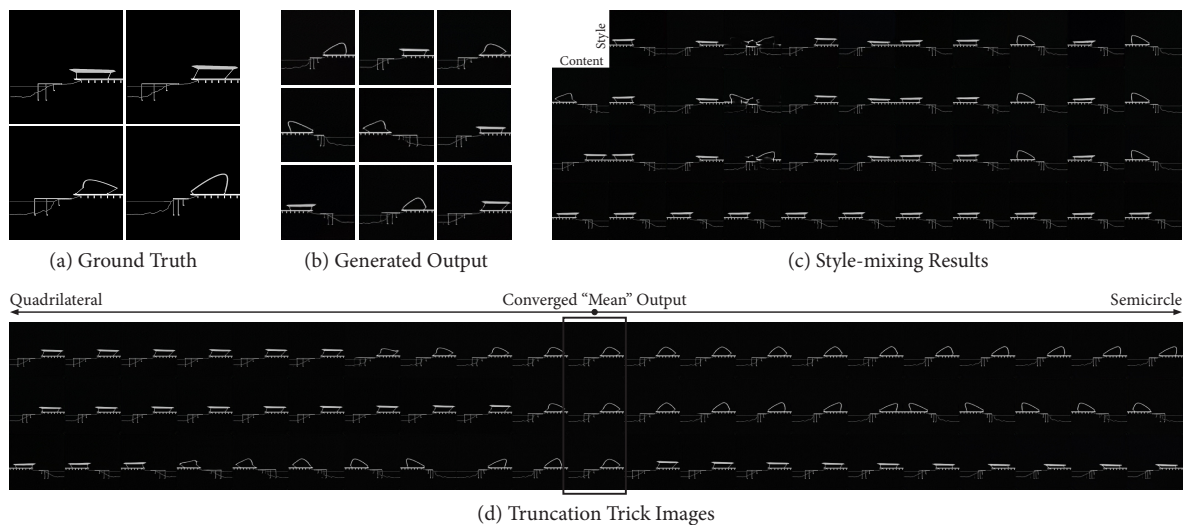 Style
Content
(a) Ground Truth
(b) Generated Output
(c) Style-mixing Results
Quadrilateral
Converged “Mean” Output
Semicircle
(d) Truncation Trick Images